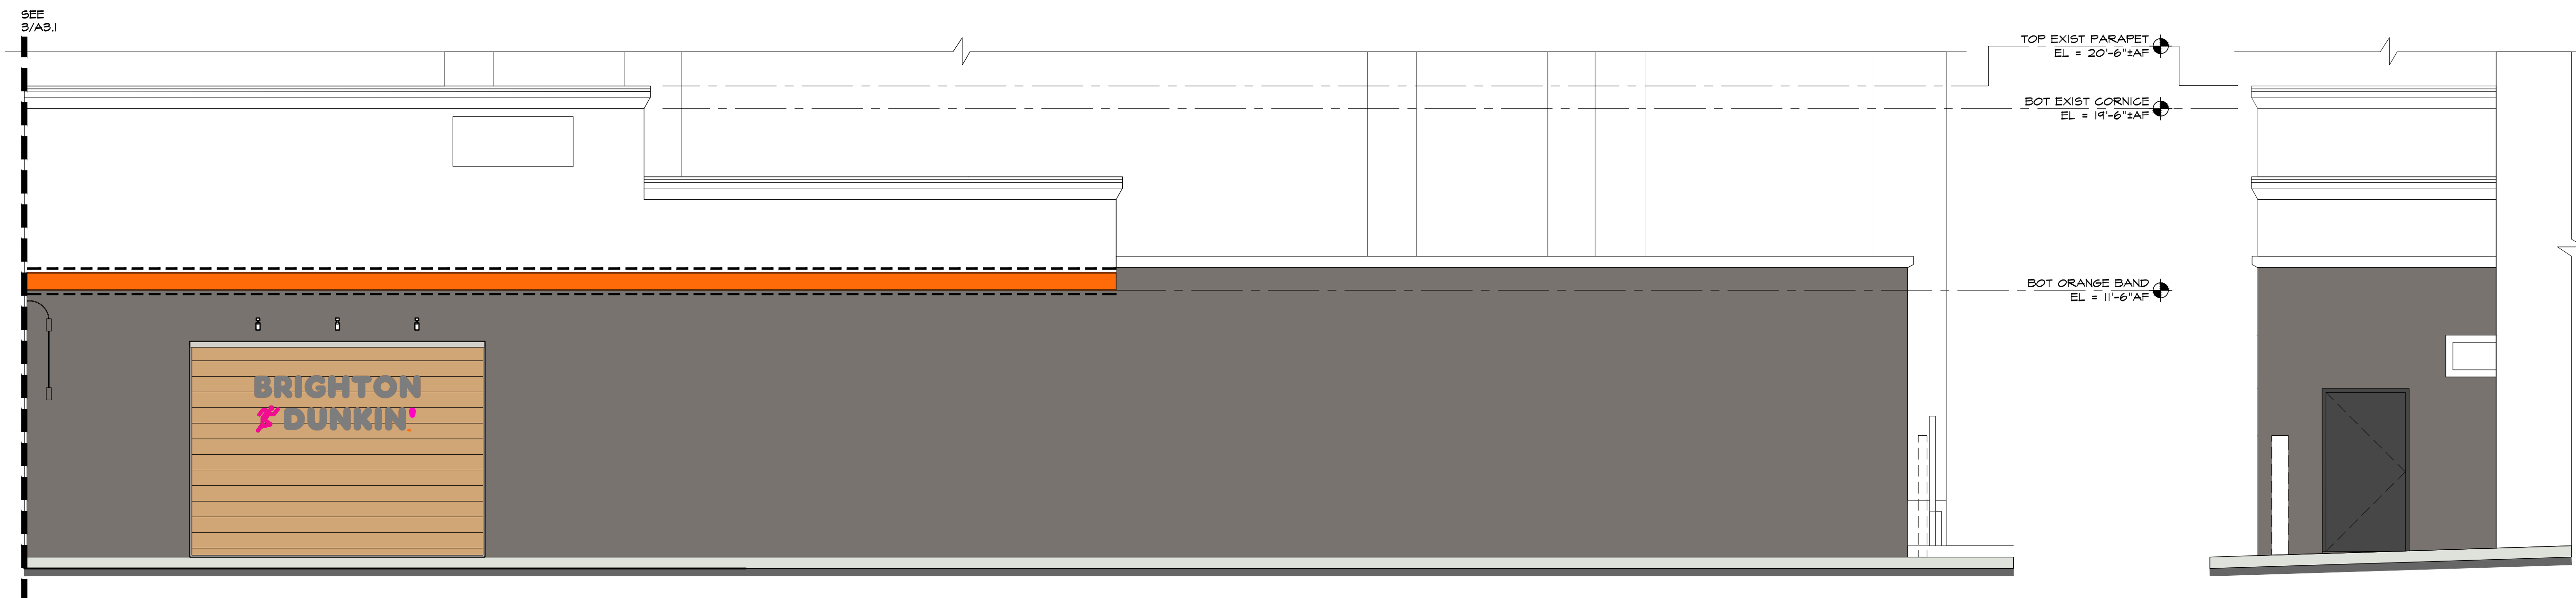 SEE
3/A3.1
TOP EXIST PARAPET
EL = 20'-6"±AF
BOT EXIST CORNICE
EL = 19'-6"±AF
BOT ORANGE BAND
EL = 11'-6"AF
BRIGHTON
DUNKIN'.